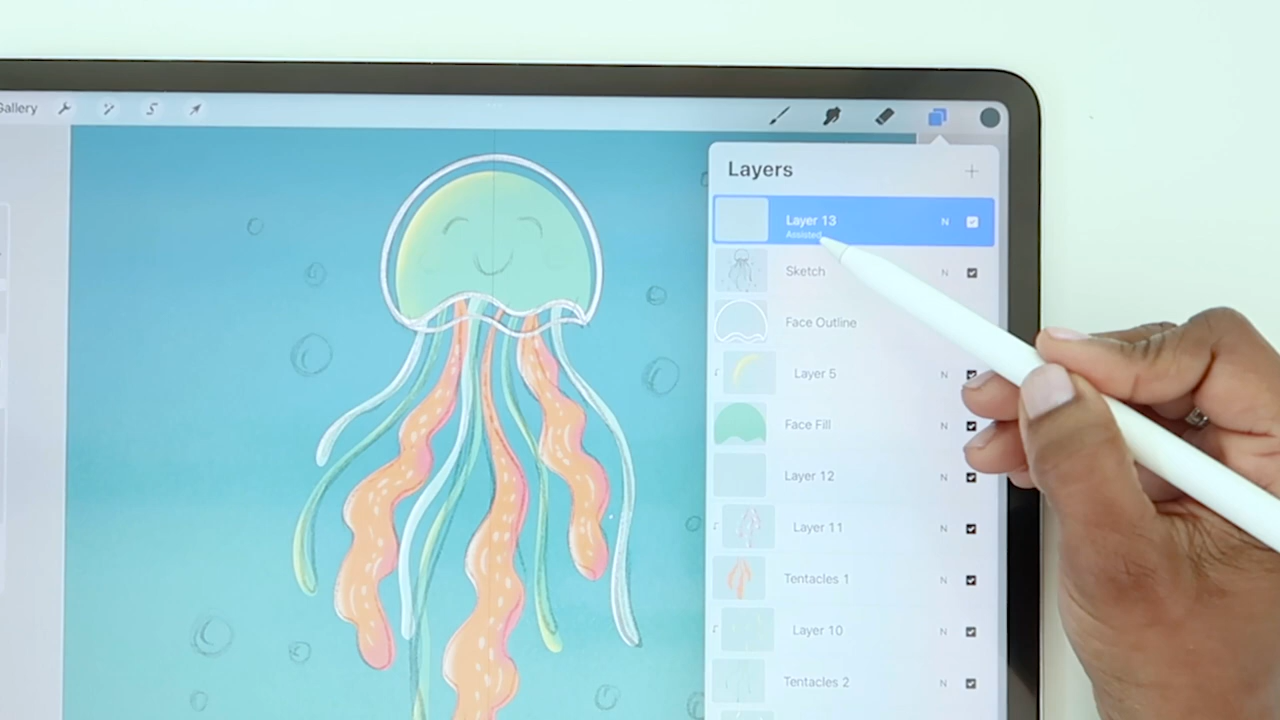 Gallery
Layers
Layer 13 N
Assisted
Sketch N
Face Outline
Layer 5 N
Face Fill N
Layer 12 N
Layer 11 N
Tentacles 1 N
Layer 10 N
Tentacles 2 N